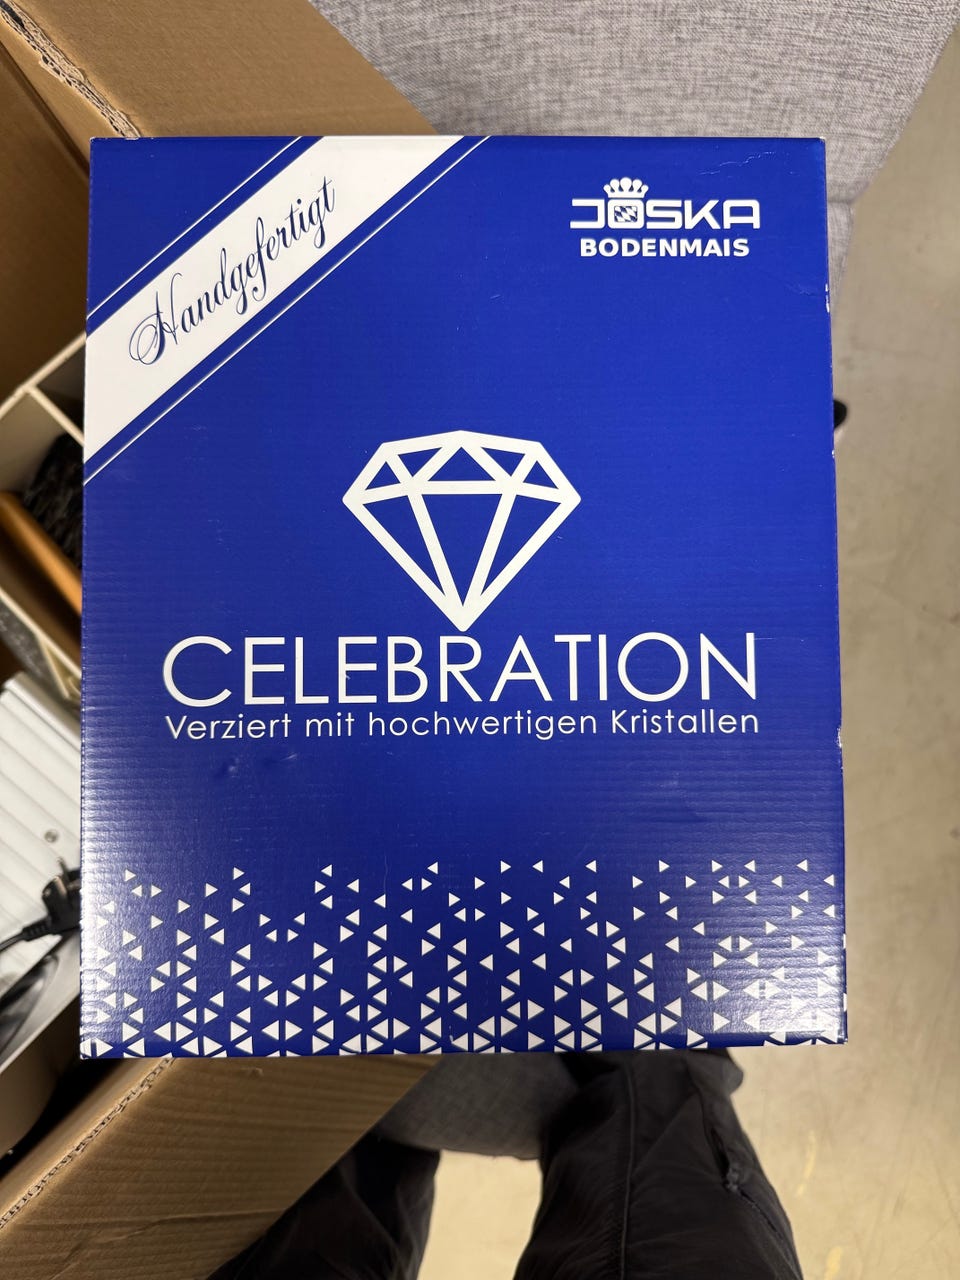 Handgefertigt
JOSKA
BODENMAIS
CELEBRATION
Verziert mit hochwertigen Kristallen